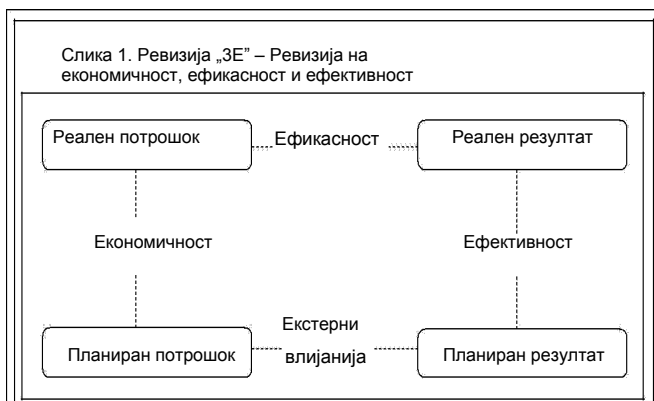 Слика 1. Ревизија „3Е” – Ревизија на
економичност, ефикасност и ефективност
Реален потрошок
Ефикасност
Реален резултат
Економичност
Ефективност
Планиран потрошок
Екстерни
влијанија
Планиран резултат